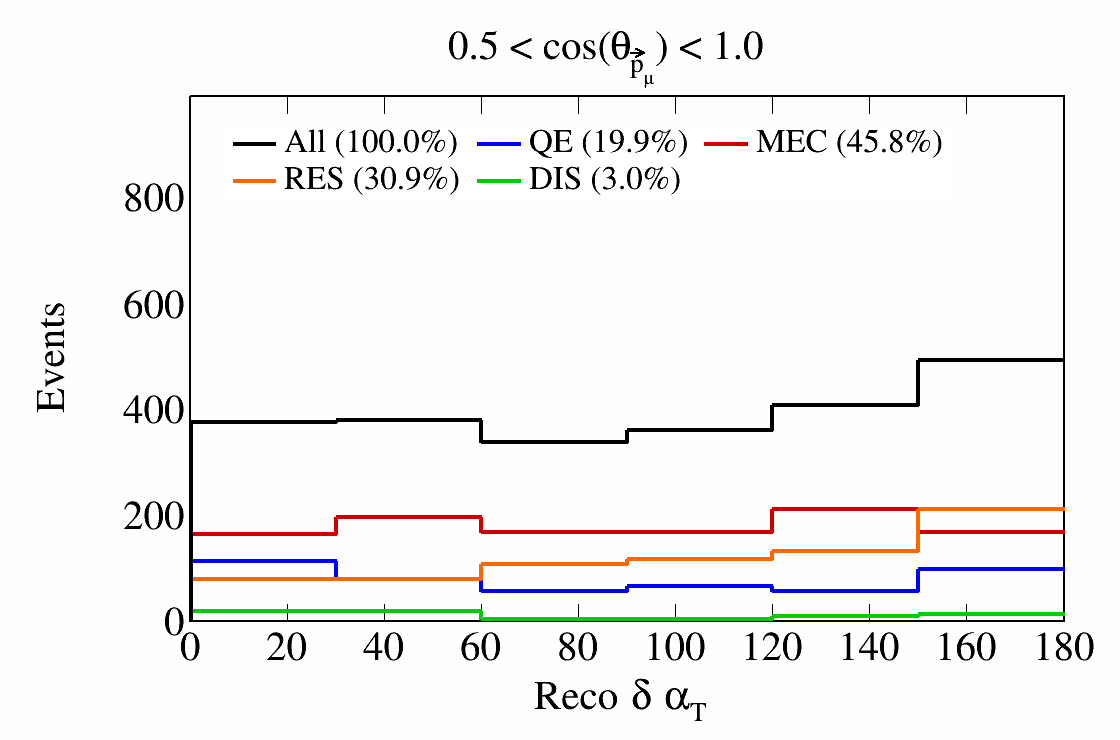 0.5 < cos(θ_{\vec{p}_μ}) < 1.0
All (100.0%) QE (19.9%) MEC (45.8%)
RES (30.9%) DIS (3.0%)
Events
800
600
400
200
0
0 20 40 60 80 100 120 140 160 180
Reco δ α_T